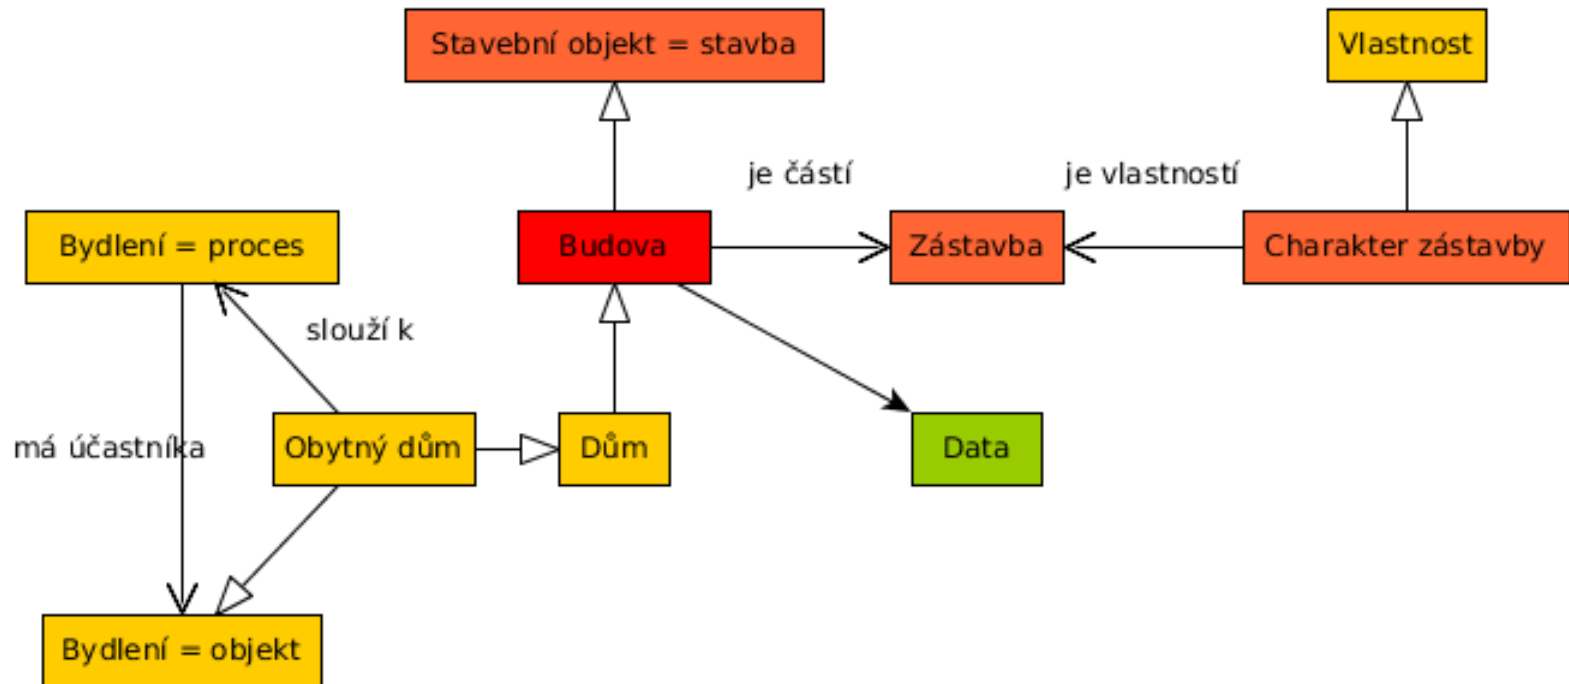 Stavební objekt = stavba
Vlastnost
je částí
je vlastností
Bydlení = proces
Budova
Zástavba
Charakter zástavby
slouží k
má účastníka
Obytný dům
Dům
Data
Bydlení = objekt